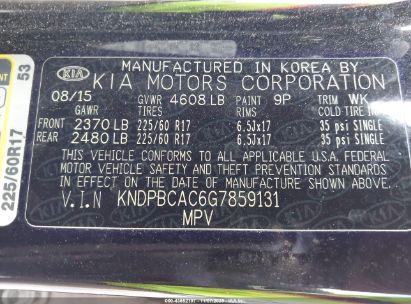 MANUFACTURED IN KOREA BY
KIA KIA MOTORS CORPORATION
08/15 GVWR 4608 LB PAINT 9P TRIM WK
GAWR TIRES RIMS COLD TIRE
FRONT 2370 LB 225/60 R17 6.5Jx17 35 psi SINGLE
REAR 2480 LB 225/60 R17 6.5Jx17 35 psi SINGLE
THIS VEHICLE CONFORMS TO ALL APPLICABLE U.S.A. FEDERAL
MOTOR VEHICLE SAFETY, BUMPER, AND THEFT PREVENTION
STANDARDS IN EFFECT ON THE DATE OF MANUFACTURE SHOWN ABOVE.
V.I.N KNDPBCAC6G7859131
MPV
53
225/60R17